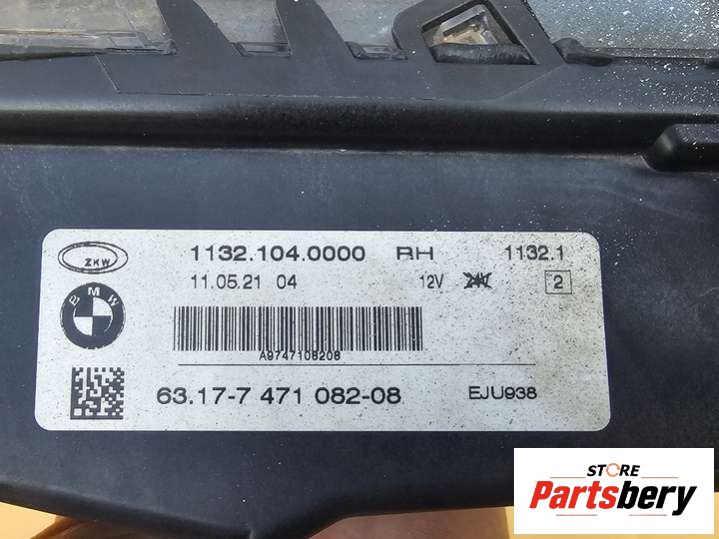 ZKW
1132.104.0000 RH 1132.1
11.05.21 04 12V 24V 2
BMW
A9747108208
63.17-7 471 082-08 EJU938
STORE
Partsbery